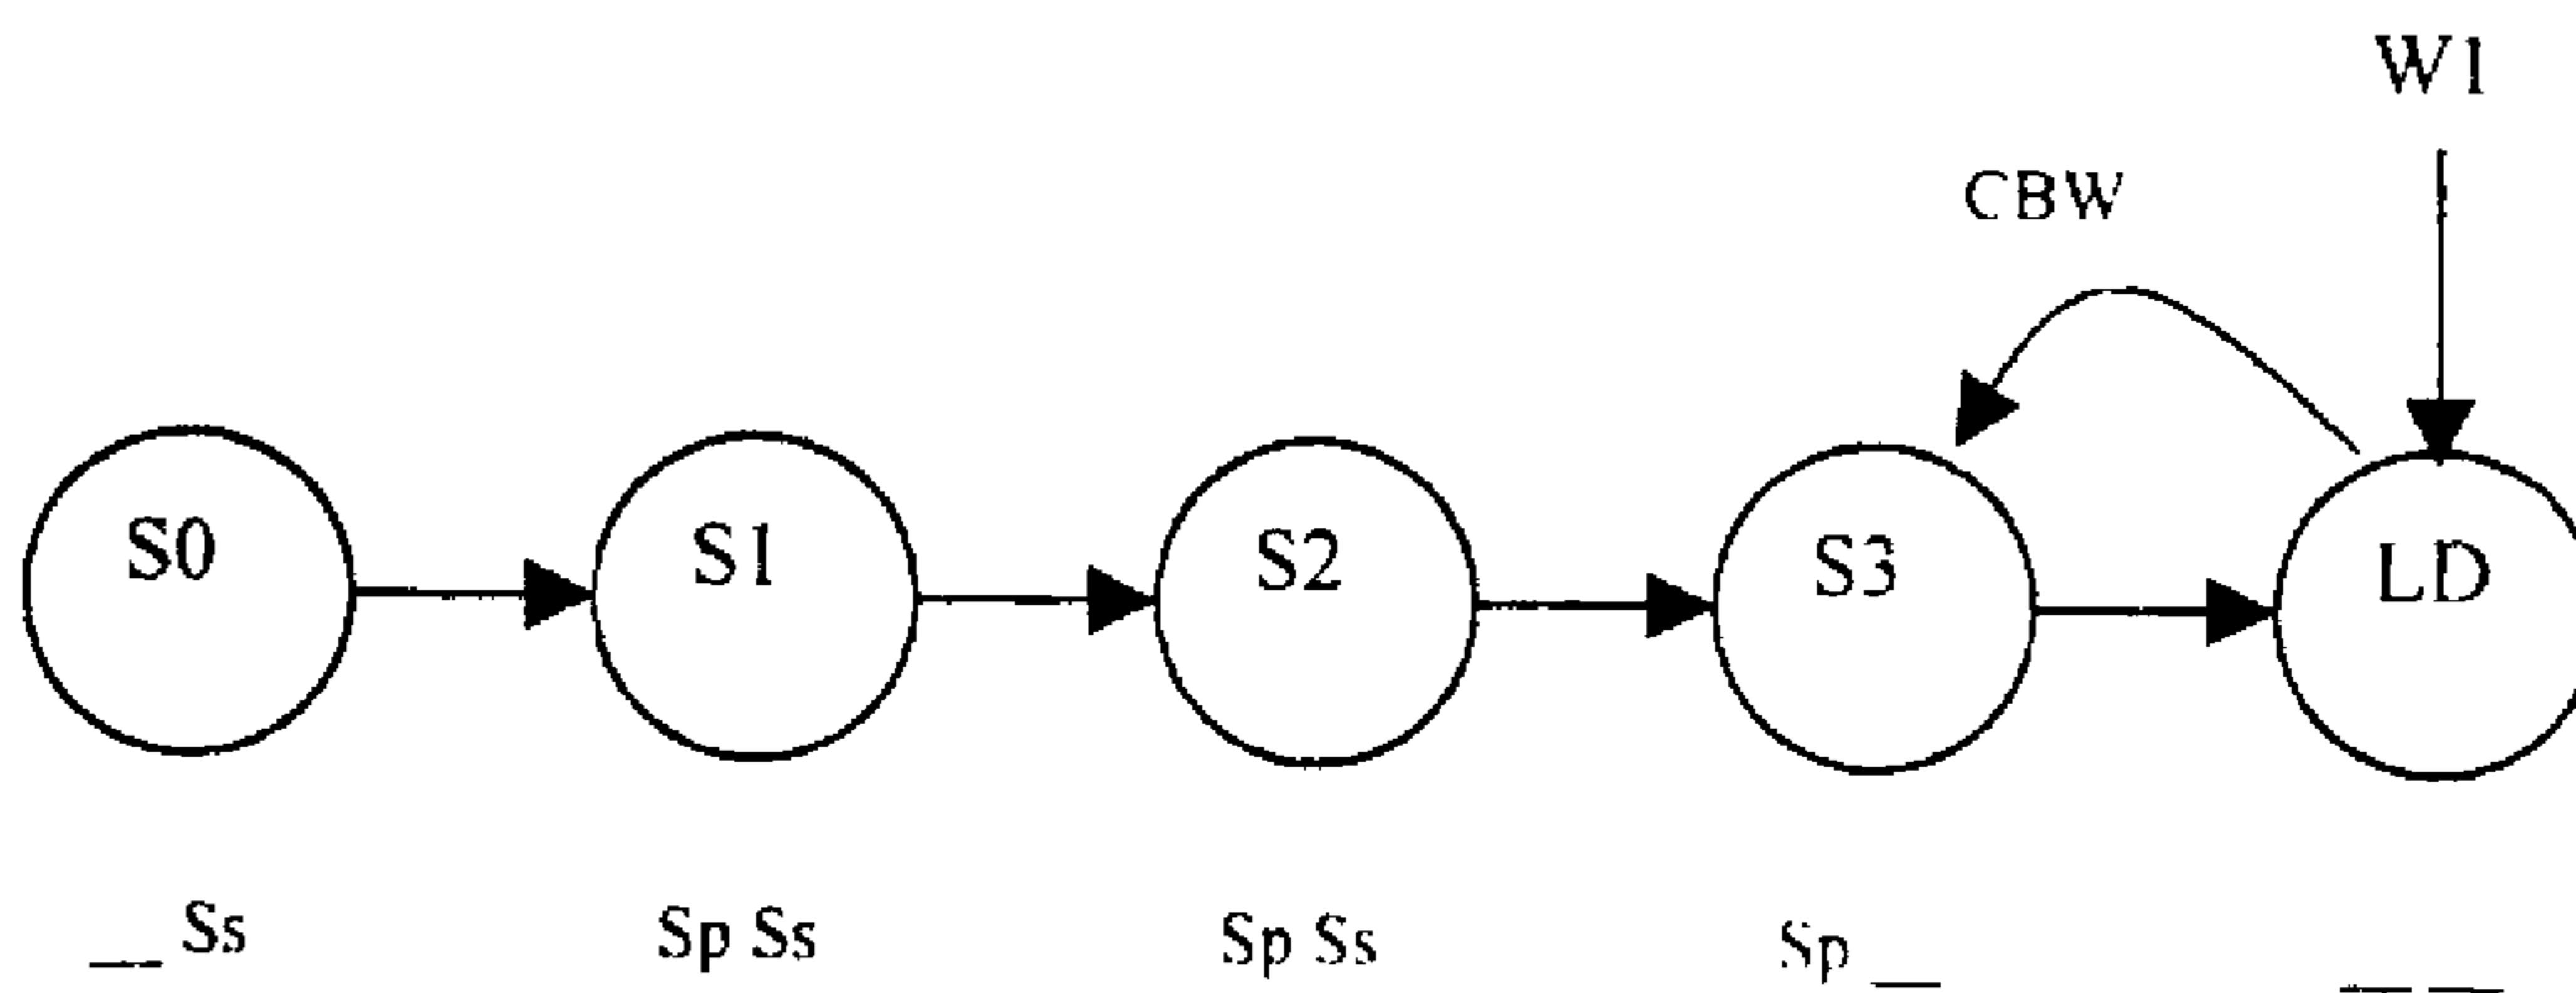 W1
CBW
S0 S1 S2 S3 LD
__ Ss Sp Ss Sp Ss Sp __ __ __